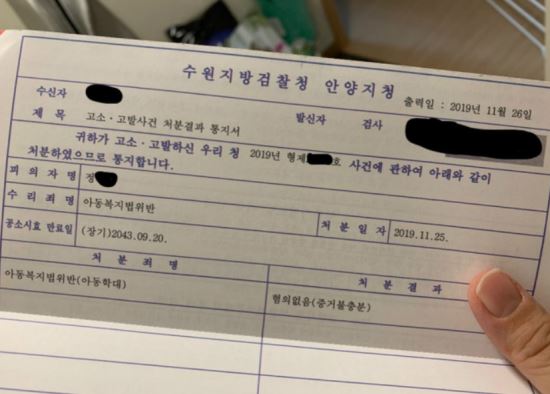 수원지방검찰청 안양지청
출력일 : 2019년 11월 26일
수신자 발신자 검사
제 목 고소·고발사건 처분결과 통지서
귀하가 고소·고발하신 우리 청 2019년 형제 호 사건에 관하여 아래와 같이
처분하였으므로 통지합니다.
피 의 자 명 정
수 리 죄 명 아동복지법위반 처 분 일 자 2019.11.25.
공소시효 만료일 (장기)2043.09.20.
처 분 죄 명 처 분 결 과
아동복지법위반(아동학대) 혐의없음(증거불충분)